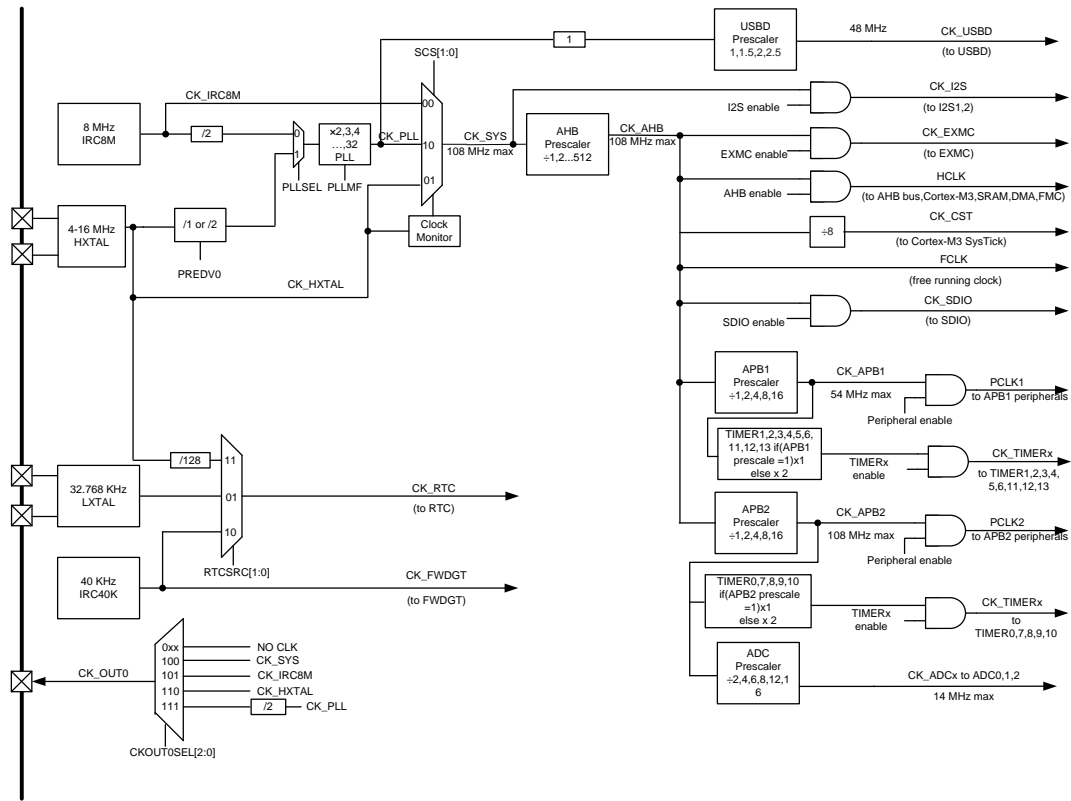 USBD
Prescaler
1,1.5,2,2.5
48 MHz
CK_USBD
(to USBD)
1
SCS[1:0]
CK_IRC8M
8 MHz
IRC8M
/2
0
1
PLLSEL
×2,3,4
…,32
PLL
PLLMF
CK_PLL
00
10
01
CK_SYS
108 MHz max
AHB
Prescaler
÷1,2...512
CK_AHB
108 MHz max
I2S enable
CK_I2S
(to I2S1,2)
EXMC enable
CK_EXMC
(to EXMC)
AHB enable
HCLK
(to AHB bus,Cortex-M3,SRAM,DMA,FMC)
÷8
CK_CST
(to Cortex-M3 SysTick)
FCLK
(free running clock)
SDIO enable
CK_SDIO
(to SDIO)
4-16 MHz
HXTAL
/1 or /2
PREDV0
Clock
Monitor
CK_HXTAL
APB1
Prescaler
÷1,2,4,8,16
CK_APB1
54 MHz max
Peripheral enable
PCLK1
to APB1 peripherals
TIMER1,2,3,4,5,6,
11,12,13 if(APB1
prescale =1)x1
else x 2
TIMERx
enable
CK_TIMERx
to TIMER1,2,3,4,
5,6,11,12,13
APB2
Prescaler
÷1,2,4,8,16
CK_APB2
108 MHz max
Peripheral enable
PCLK2
to APB2 peripherals
TIMER0,7,8,9,10
if(APB2 prescale
=1)x1
else x 2
TIMERx
enable
CK_TIMERx
to
TIMER0,7,8,9,10
ADC
Prescaler
÷2,4,6,8,12,1
6
CK_ADCx to ADC0,1,2
14 MHz max
/128
11
01
10
RTCSRC[1:0]
32.768 KHz
LXTAL
CK_RTC
(to RTC)
40 KHz
IRC40K
CK_FWDGT
(to FWDGT)
CK_OUT0
0xx
100
101
110
111
NO CLK
CK_SYS
CK_IRC8M
CK_HXTAL
/2
CK_PLL
CKOUT0SEL[2:0]